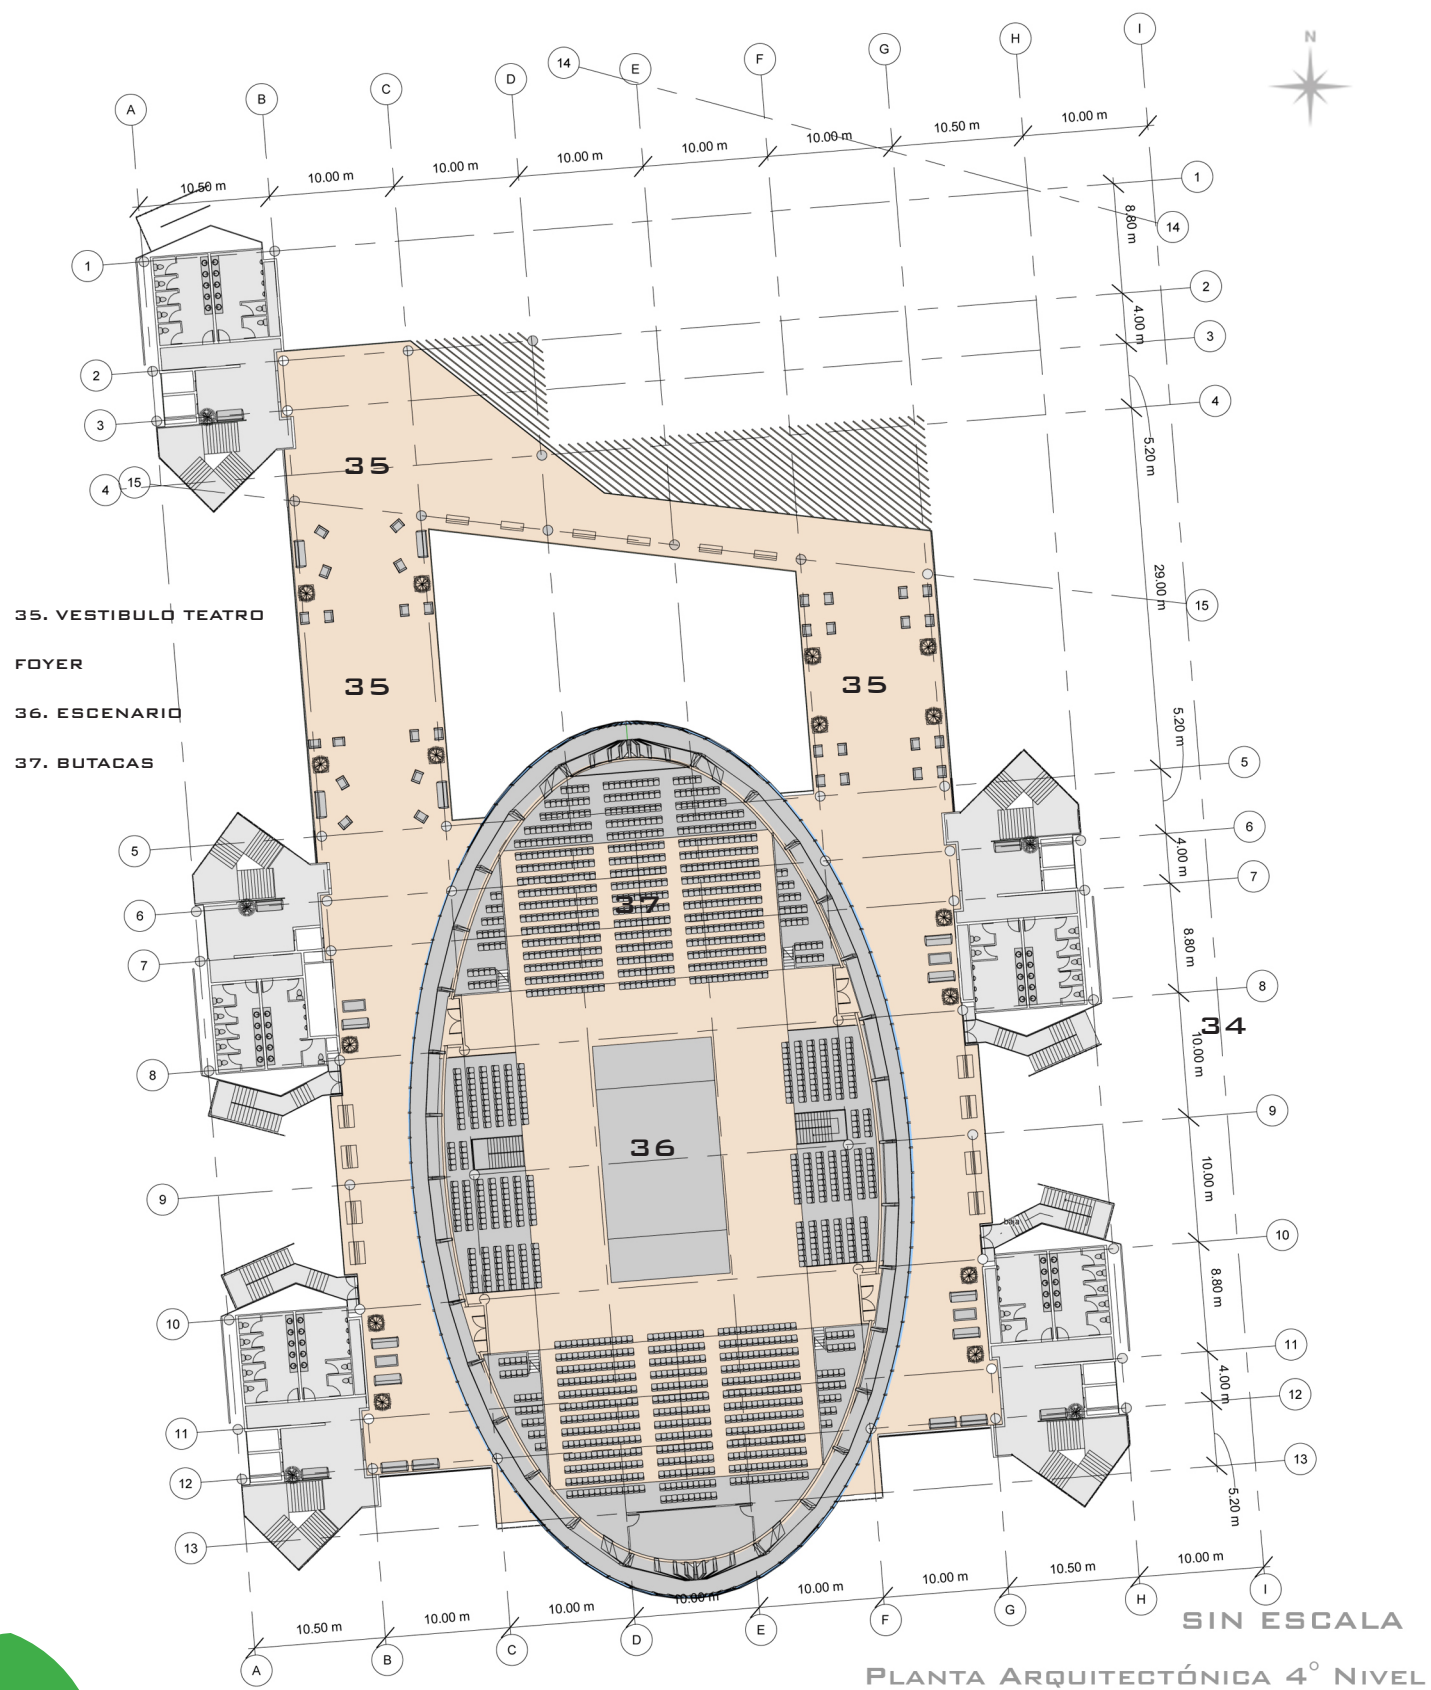 I
H
G
F
E
14
D
C
B
A
N
10.00 m
10.50 m
10.00 m
10.00 m
10.00 m
10.00 m
10.00 m
10.50 m
1
8.80 m
14
1
2
4.00 m
3
2
4
3
5.20 m
35
15
4
29.00 m
15
35. VESTIBULO TEATRO
FOYER
35
35
36. ESCENARIO
5.20 m
37. BUTACAS
5
6
5
4.00 m
7
37
6
8.80 m
7
8
34
10.00 m
8
9
36
10.00 m
9
baja
10
8.80 m
10
11
4.00 m
12
11
13
12
5.20 m
13
10.00 m
10.50 m
10.00 m
10.00 m
10.00 m
10.00 m
10.00 m
10.50 m
I
H
G
F
E
D
C
B
A
SIN ESCALA
PLANTA ARQUITECTÓNICA 4° NIVEL